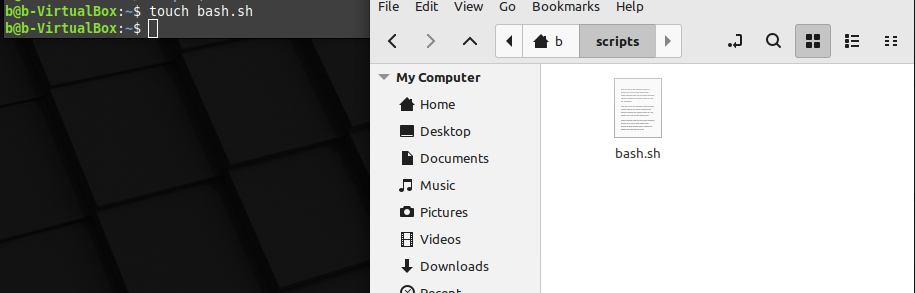 b@b-VirtualBox:~$ touch bash.sh
b@b-VirtualBox:~$
File Edit View Go Bookmarks Help
b scripts
My Computer
Home
Desktop
Documents
Music
Pictures
Videos
Downloads
Recent
bash.sh